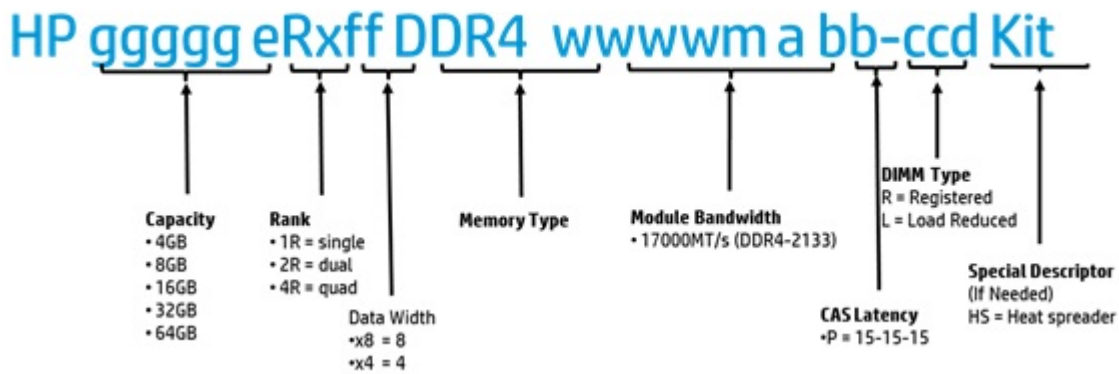 HP ggggg eRxff DDR4 wwwwm a bb-ccd Kit
Capacity
• 4GB
• 8GB
• 16GB
• 32GB
• 64GB
Rank
• 1R = single
• 2R = dual
• 4R = quad
Data Width
•x8 = 8
•x4 = 4
Memory Type
Module Bandwidth
• 17000MT/s (DDR4-2133)
CAS Latency
•P = 15-15-15
DIMM Type
R = Registered
L = Load Reduced
Special Descriptor
(If Needed)
HS = Heat spreader